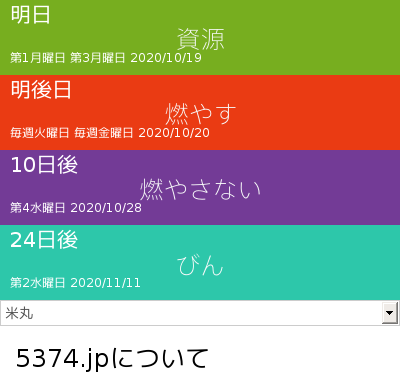 明日
資源
第1月曜日 第3月曜日 2020/10/19
明後日
燃やす
毎週火曜日 毎週金曜日 2020/10/20
10日後
燃やさない
第4水曜日 2020/10/28
24日後
びん
第2水曜日 2020/11/11
米丸
5374.jpについて